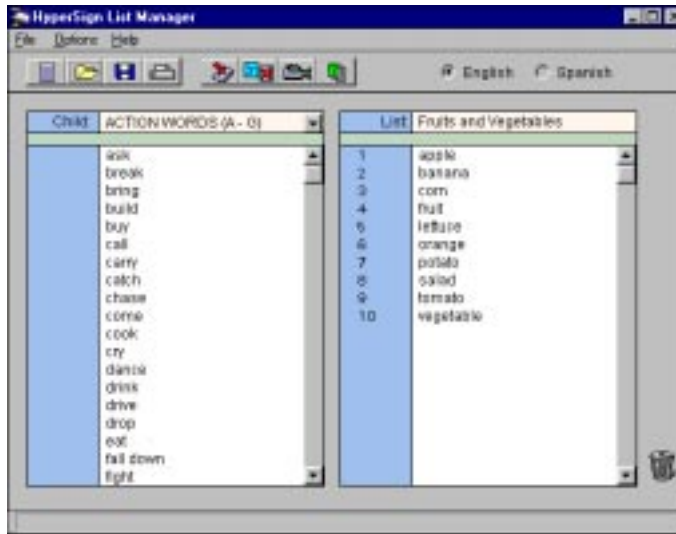 HyperSign List Manager
File Options Help
English Spanish
Child ACTION WORDS (A - G)
ask
break
bring
build
buy
call
carry
catch
chase
come
cook
cry
dance
drink
drive
drop
eat
fall down
fight
List Fruits and Vegetables
1 apple
2 banana
3 corn
4 fruit
5 lettuce
6 orange
7 potato
8 salad
9 tomato
10 vegetable